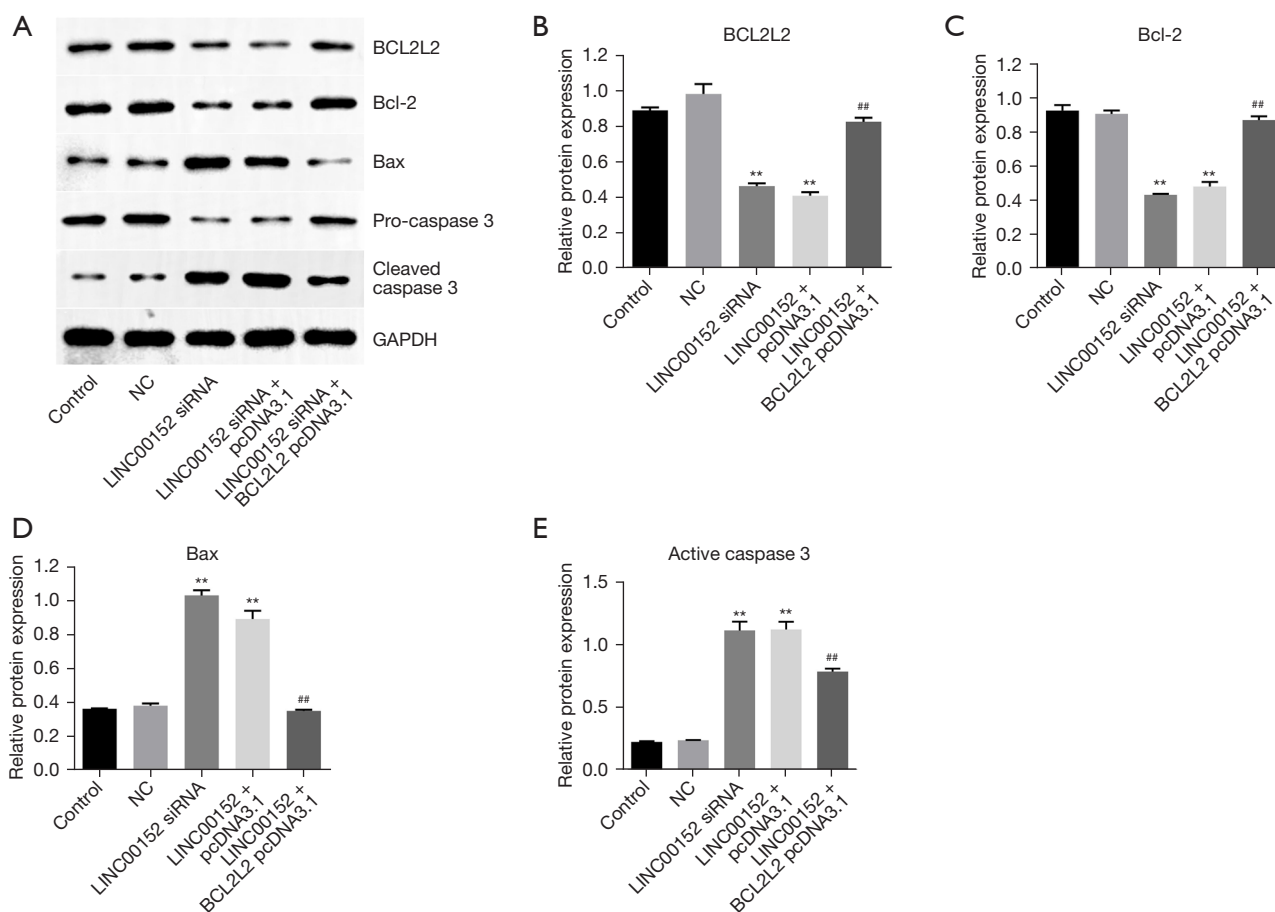 A
BCL2L2
Bcl-2
Bax
Pro-caspase 3
Cleaved
caspase 3
GAPDH
Control
NC
LINC00152 siRNA
LINC00152 siRNA +
pcDNA3.1
LINC00152 siRNA +
BCL2L2 pcDNA3.1
B
BCL2L2
Relative protein expression
1.2
1.0
0.8
0.6
0.4
0.2
0.0
**
**
##
Control
NC
LINC00152 siRNA
LINC00152 +
pcDNA3.1
LINC00152 +
BCL2L2 pcDNA3.1
C
Bcl-2
Relative protein expression
1.2
1.0
0.8
0.6
0.4
0.2
0.0
**
**
##
Control
NC
LINC00152 siRNA
LINC00152 +
pcDNA3.1
LINC00152 +
BCL2L2 pcDNA3.1
D
Bax
Relative protein expression
1.2
1.0
0.8
0.6
0.4
0.2
0.0
**
**
##
Control
NC
LINC00152 siRNA
LINC00152 +
pcDNA3.1
LINC00152 +
BCL2L2 pcDNA3.1
E
Active caspase 3
Relative protein expression
1.5
1.0
0.5
0.0
**
**
##
Control
NC
LINC00152 siRNA
LINC00152 +
pcDNA3.1
LINC00152 +
BCL2L2 pcDNA3.1